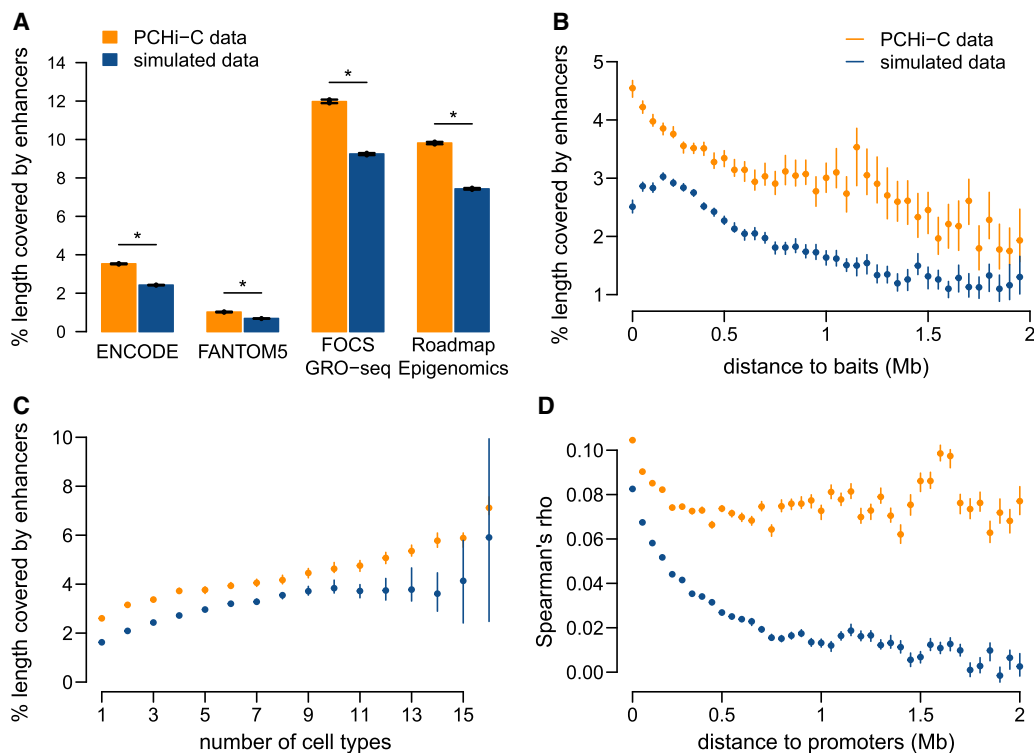 A
PCHi−C data
simulated data
% length covered by enhancers
14
12
10
8
6
4
2
0
*
*
*
*
ENCODE
FANTOM5
FOCS
GRO−seq
Roadmap
Epigenomics
B
PCHi−C data
simulated data
% length covered by enhancers
5
4
3
2
1
0 0.5 1 1.5 2
distance to baits (Mb)
C
% length covered by enhancers
10
8
6
4
2
0
1 3 5 7 9 11 13 15
number of cell types
D
Spearman's rho
0.10
0.08
0.06
0.04
0.02
0.00
0 0.5 1 1.5 2
distance to promoters (Mb)